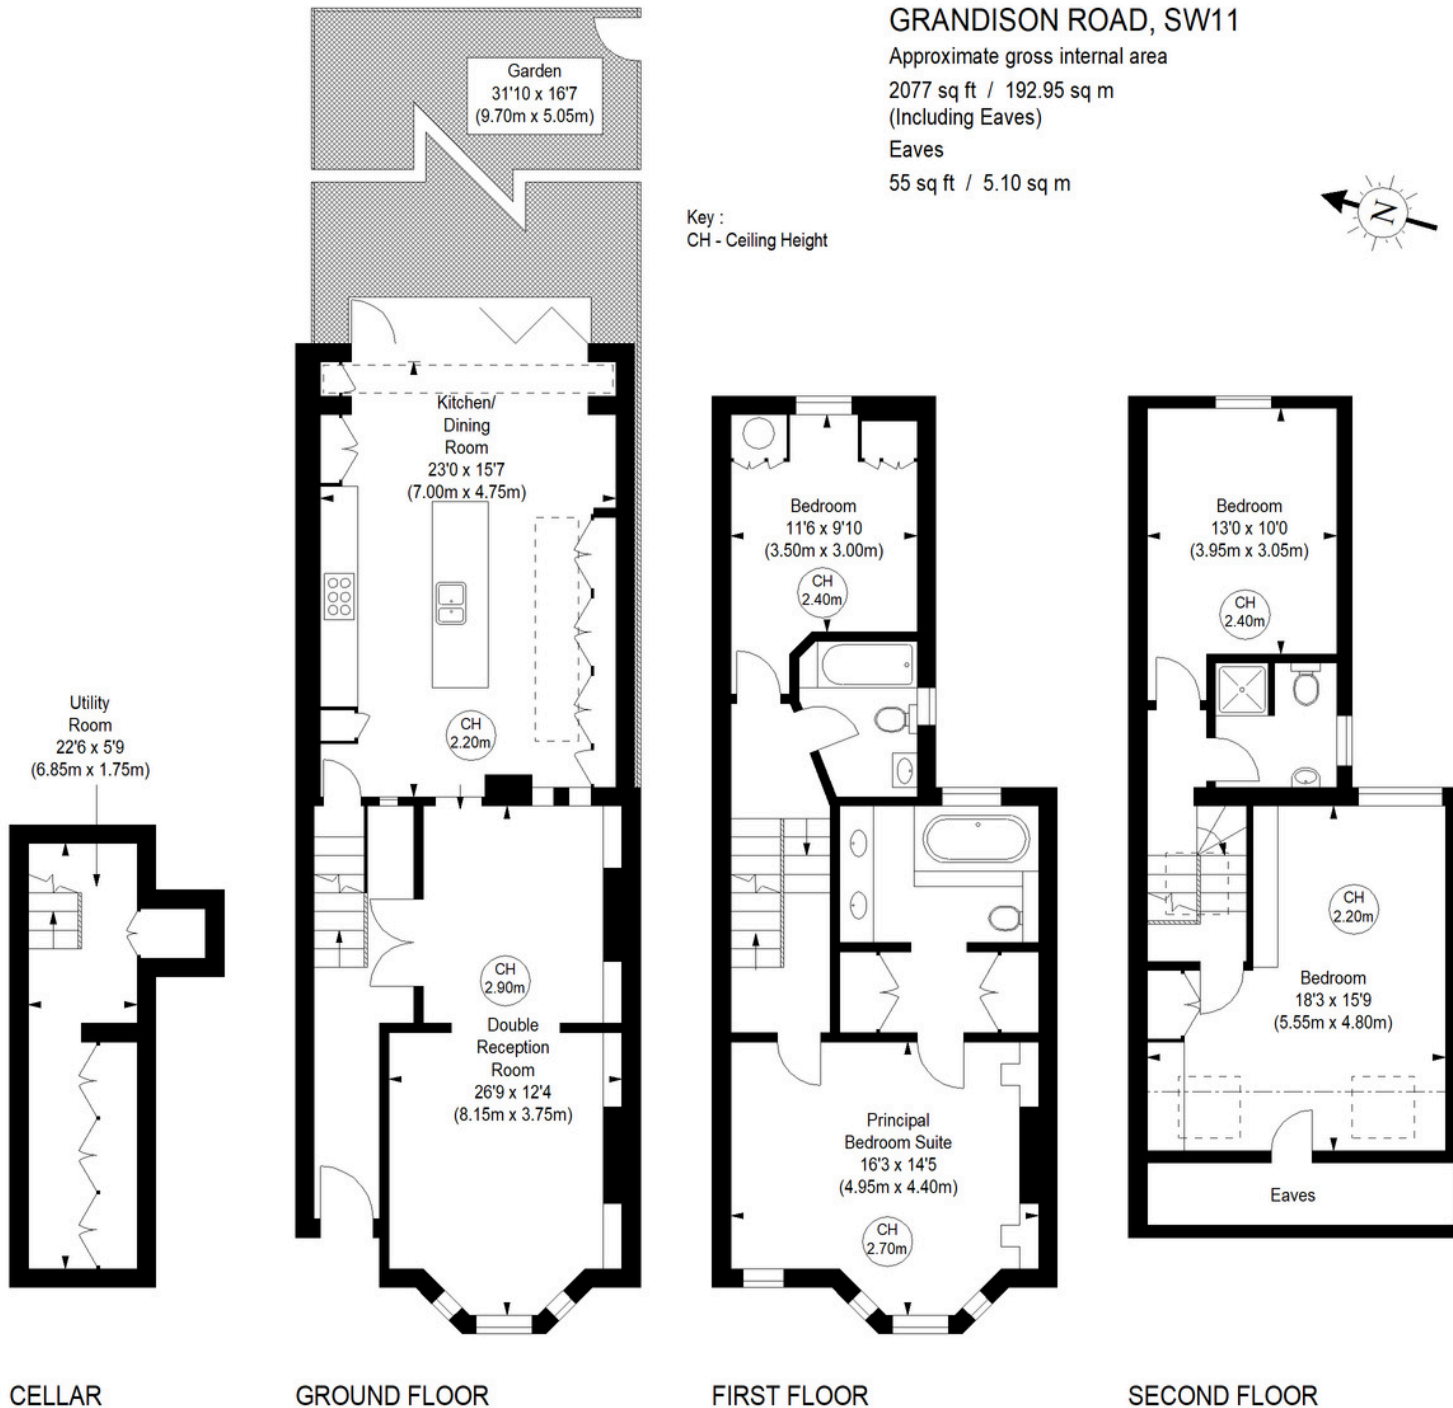 GRANDISON ROAD, SW11
Approximate gross internal area
2077 sq ft / 192.95 sq m
(Including Eaves)
Eaves
55 sq ft / 5.10 sq m
Key :
CH - Ceiling Height
N
Garden
31'10 x 16'7
(9.70m x 5.05m)
Utility
Room
22'6 x 5'9
(6.85m x 1.75m)
Kitchen/
Dining
Room
23'0 x 15'7
(7.00m x 4.75m)
CH
2.20m
CH
2.90m
Double
Reception
Room
26'9 x 12'4
(8.15m x 3.75m)
Bedroom
11'6 x 9'10
(3.50m x 3.00m)
CH
2.40m
Principal
Bedroom Suite
16'3 x 14'5
(4.95m x 4.40m)
CH
2.70m
Bedroom
13'0 x 10'0
(3.95m x 3.05m)
CH
2.40m
CH
2.20m
Bedroom
18'3 x 15'9
(5.55m x 4.80m)
Eaves
CELLAR
GROUND FLOOR
FIRST FLOOR
SECOND FLOOR